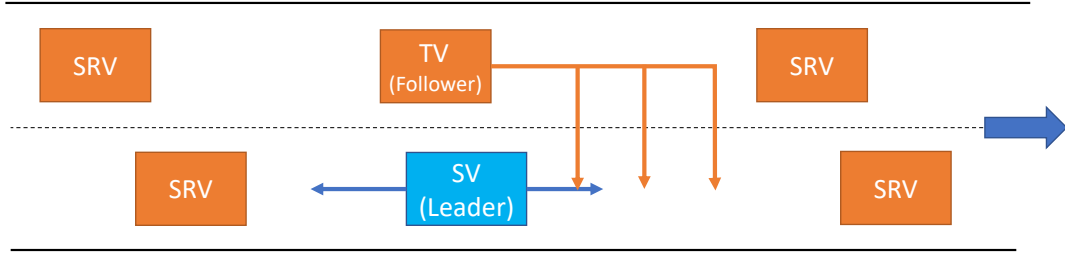 SRV
TV
(Follower)
SRV
SRV
SV
(Leader)
SRV